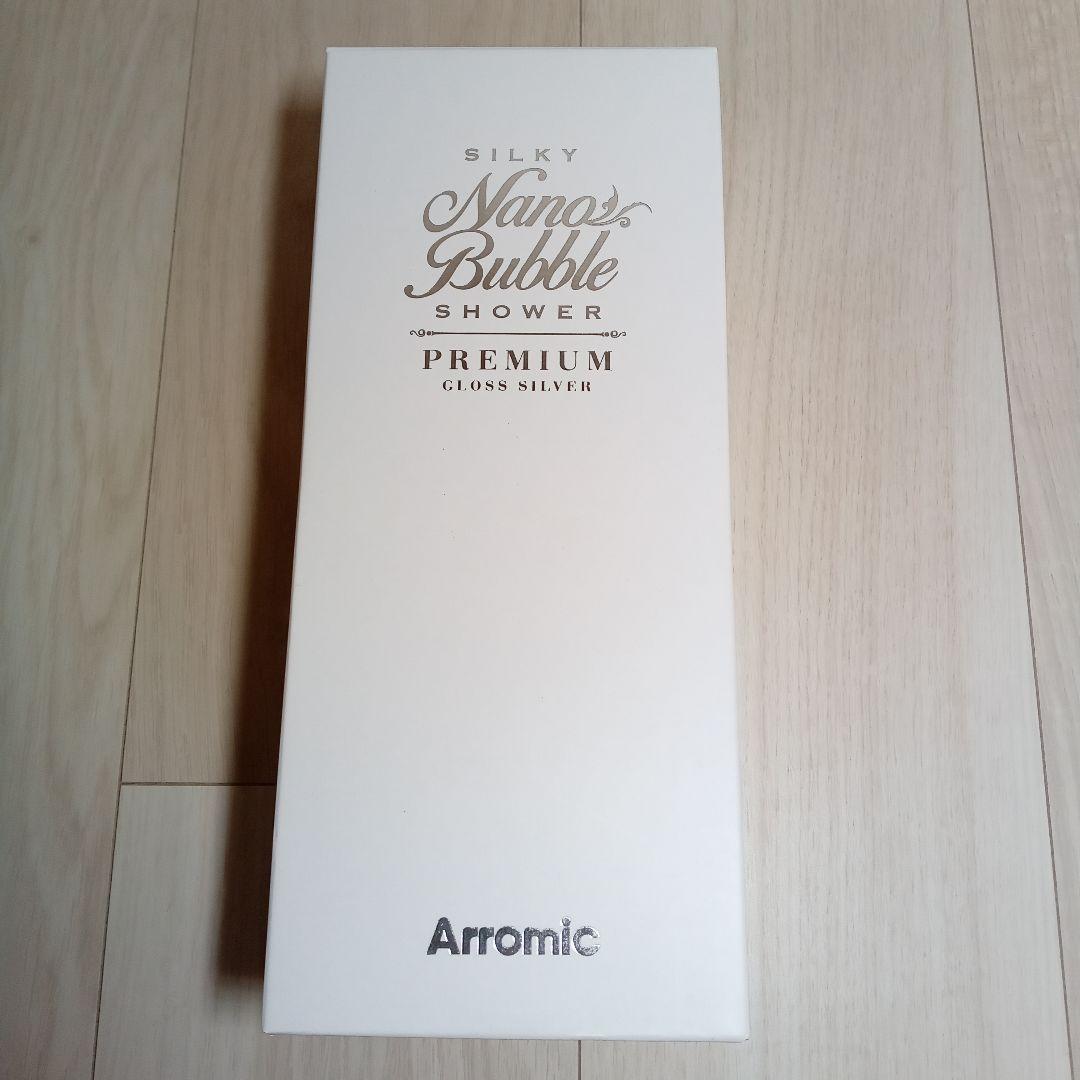 SILKY
Nano
Bubble
SHOWER
PREMIUM
GLOSS SILVER
Arromic